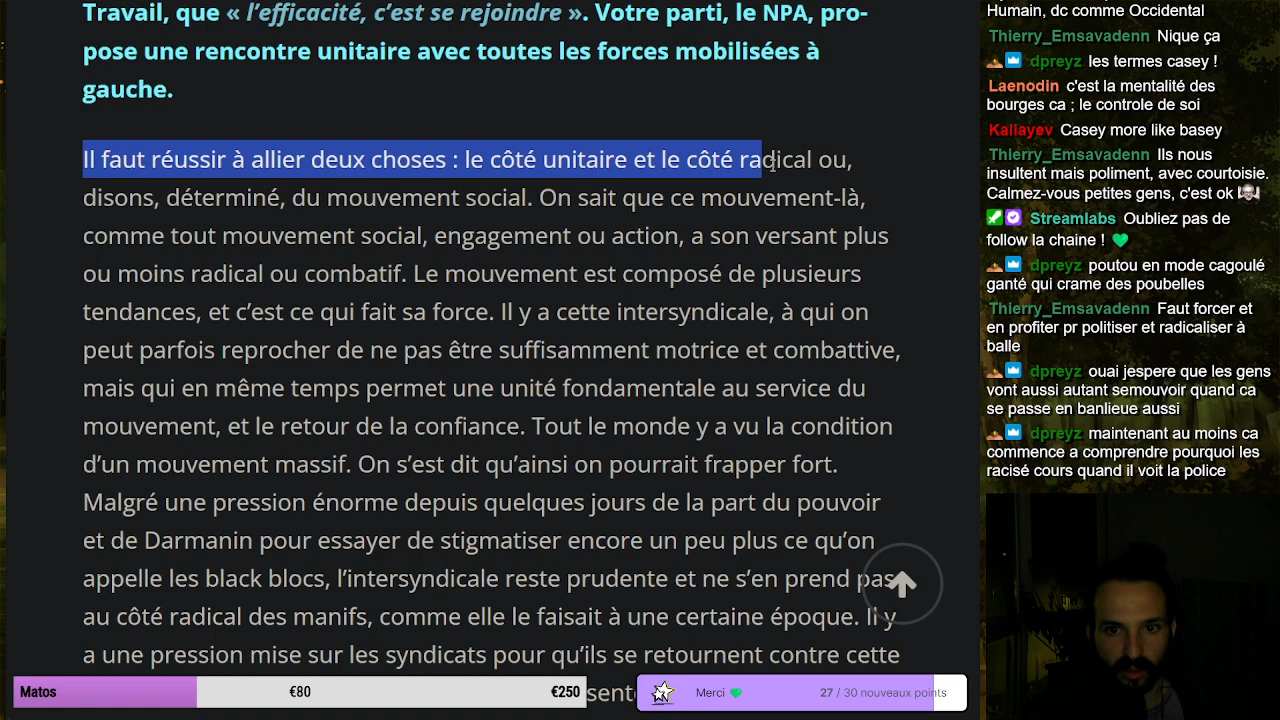 Travail, que « l’efficacité, c’est se rejoindre ». Votre parti, le NPA, pro-
pose une rencontre unitaire avec toutes les forces mobilisées à
gauche.
Il faut réussir à allier deux choses : le côté unitaire et le côté radical ou,
disons, déterminé, du mouvement social. On sait que ce mouvement-là,
comme tout mouvement social, engagement ou action, a son versant plus
ou moins radical ou combatif. Le mouvement est composé de plusieurs
tendances, et c’est ce qui fait sa force. Il y a cette intersyndicale, à qui on
peut parfois reprocher de ne pas être suffisamment motrice et combattive,
mais qui en même temps permet une unité fondamentale au service du
mouvement, et le retour de la confiance. Tout le monde y a vu la condition
d’un mouvement massif. On s’est dit qu’ainsi on pourrait frapper fort.
Malgré une pression énorme depuis quelques jours de la part du pouvoir
et de Darmanin pour essayer de stigmatiser encore un peu plus ce qu’on
appelle les black blocs, l’intersyndicale reste prudente et ne s’en prend pas
au côté radical des manifs, comme elle le faisait à une certaine époque. Il y
a une pression mise sur les syndicats pour qu’ils se retournent contre cette
Matos €80 €250
Merci 27 / 30 nouveaux points
Humain, dc comme Occidental
Thierry_Emsavadenn Nique ça
dpreyz les termes casey !
Laenodin c'est la mentalité des
bourges ca ; le controle de soi
Kaliayev Casey more like basey
Thierry_Emsavadenn Ils nous
insultent mais poliment, avec courtoisie.
Calmez-vous petites gens, c'est ok
Streamlabs Oubliez pas de
follow la chaine !
dpreyz poutou en mode cagoulé
ganté qui crame des poubelles
Thierry_Emsavadenn Faut forcer et
en profiter pr politiser et radicaliser à
balle
dpreyz ouai jespere que les gens
vont aussi autant semouvoir quand ca
se passe en banlieue aussi
dpreyz maintenant au moins ca
commence a comprendre pourquoi les
racisé cours quand il voit la police